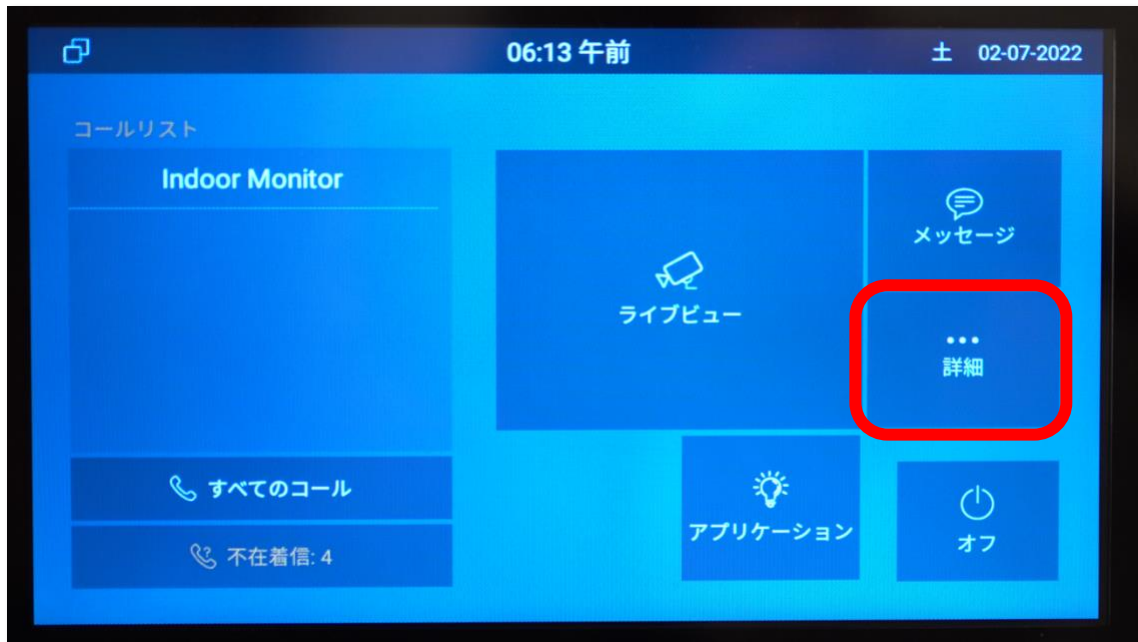 06:13 午前
土 02-07-2022
コールリスト
Indoor Monitor
メッセージ
ライブビュー
詳細
すべてのコール
アプリケーション
不在着信: 4
オフ